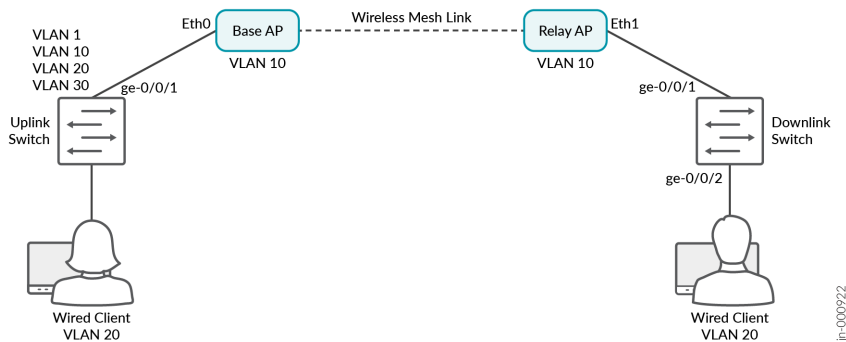 Wireless Mesh Link
Eth0
Base AP
Relay AP
Eth1
VLAN 1
VLAN 10
VLAN 20
VLAN 30
VLAN 10
VLAN 10
ge-0/0/1
ge-0/0/1
Uplink
Switch
Downlink
Switch
ge-0/0/2
Wired Client
VLAN 20
Wired Client
VLAN 20
jn-000922